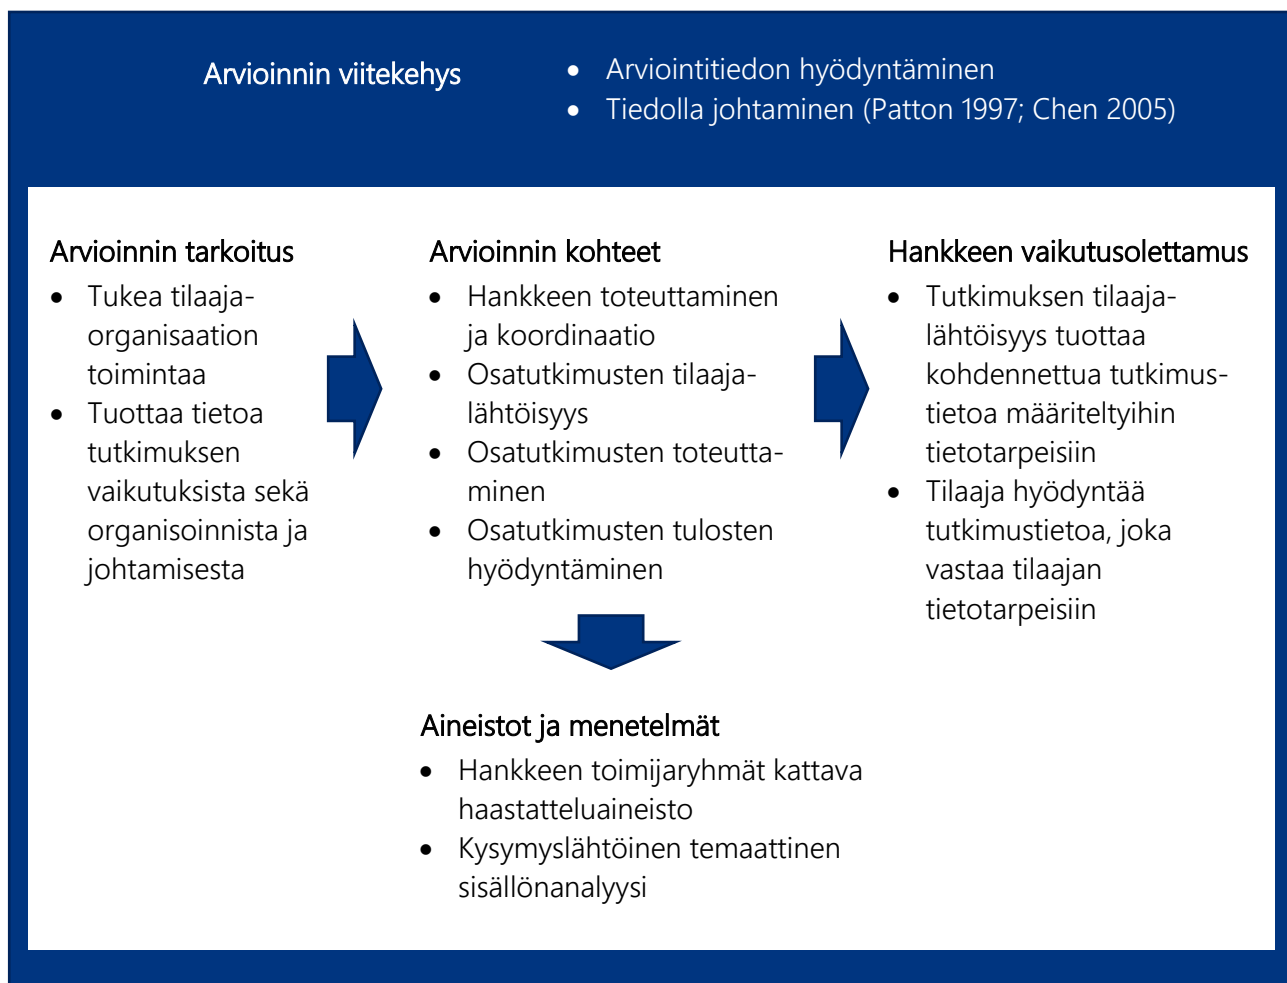 Arvioinnin viitekehys
• Arviointitiedon hyödyntäminen
• Tiedolla johtaminen (Patton 1997; Chen 2005)
Arvioinnin tarkoitus
• Tukea tilaaja-
organisaation
toimintaa
• Tuottaa tietoa
tutkimuksen
vaikutuksista sekä
organisoinnista ja
johtamisesta
Arvioinnin kohteet
• Hankkeen toteuttaminen
ja koordinaatio
• Osatutkimusten tilaaja-
lähtöisyys
• Osatutkimusten toteutta-
minen
• Osatutkimusten tulosten
hyödyntäminen
Hankkeen vaikutusolettamus
• Tutkimuksen tilaaja-
lähtöisyys tuottaa
kohdennettua tutkimus-
tietoa määriteltyihin
tietotarpeisiin
• Tilaaja hyödyntää
tutkimustietoa, joka
vastaa tilaajan
tietotarpeisiin
Aineistot ja menetelmät
• Hankkeen toimijaryhmät kattava
haastatteluaineisto
• Kysymyslähtöinen temaattinen
sisällönanalyysi